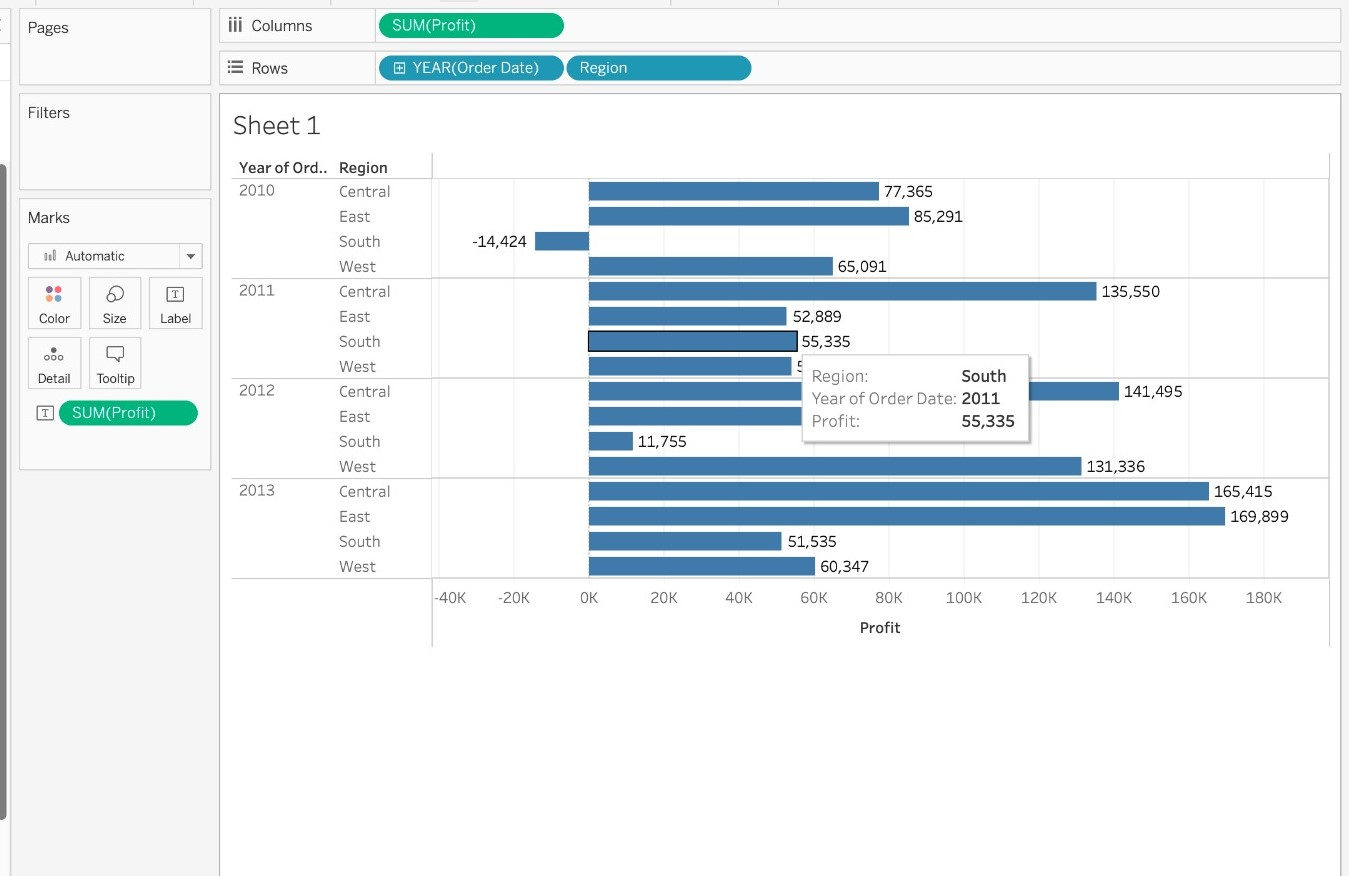 Pages
Columns SUM(Profit)
Rows YEAR(Order Date) Region
Filters
Marks
Automatic
Color Size Label
Detail Tooltip
T SUM(Profit)
Sheet 1
Year of Ord.. Region
2010 Central 77,365
East 85,291
South -14,424
West 65,091
2011 Central 135,550
East 52,889
South 55,335
West
2012 Central 141,495
East
South 11,755
West 131,336
2013 Central 165,415
East 169,899
South 51,535
West 60,347
Region: South
Year of Order Date: 2011
Profit: 55,335
-40K -20K 0K 20K 40K 60K 80K 100K 120K 140K 160K 180K
Profit